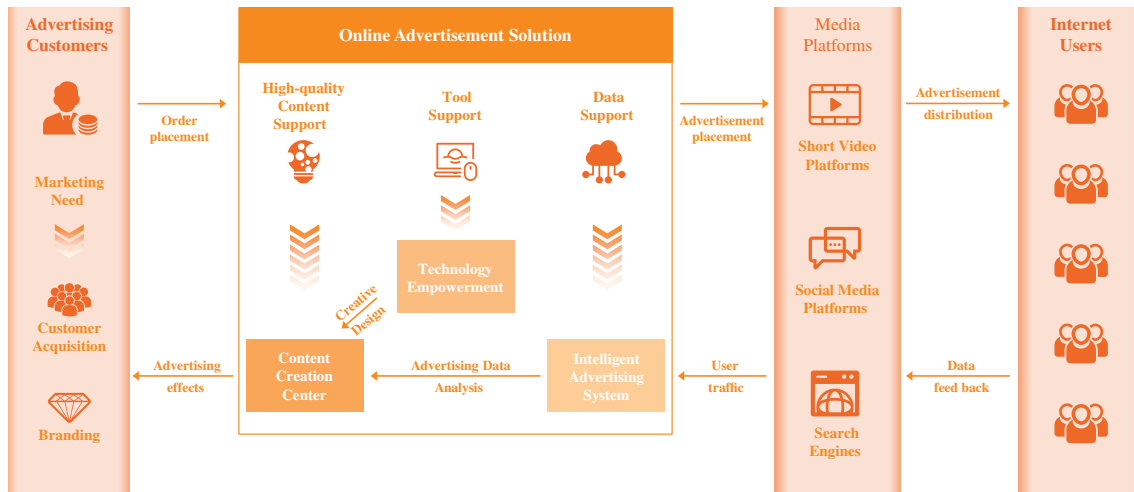 Advertising
Customers
Marketing
Need
Customer
Acquisition
Branding
Order
placement
Advertising
effects
Online Advertisement Solution
High-quality
Content
Support
Tool
Support
Data
Support
Technology
Empowerment
Creative
Design
Content
Creation
Center
Advertising Data
Analysis
Intelligent
Advertising
System
Advertisement
placement
User
traffic
Media
Platforms
Short Video
Platforms
Social Media
Platforms
Search
Engines
Advertisement
distribution
Data
feed back
Internet
Users